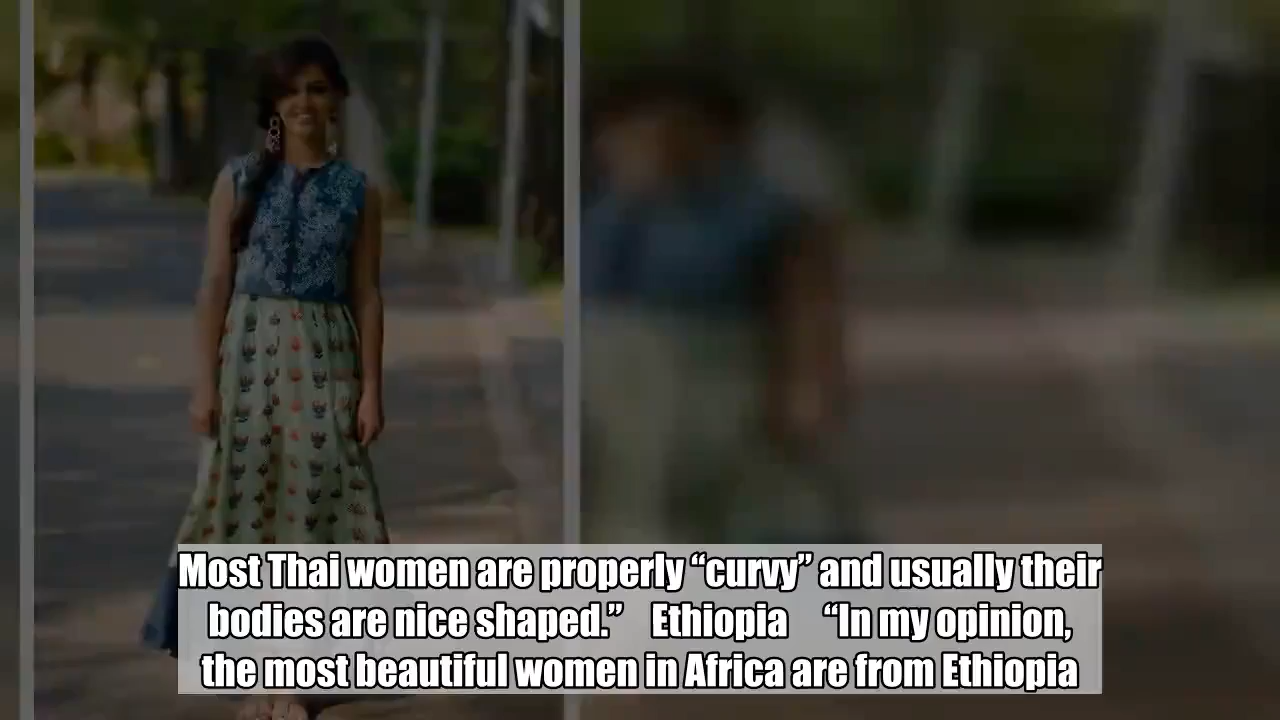 Most Thai women are properly “curvy” and usually their
bodies are nice shaped.” Ethiopia “In my opinion,
the most beautiful women in Africa are from Ethiopia